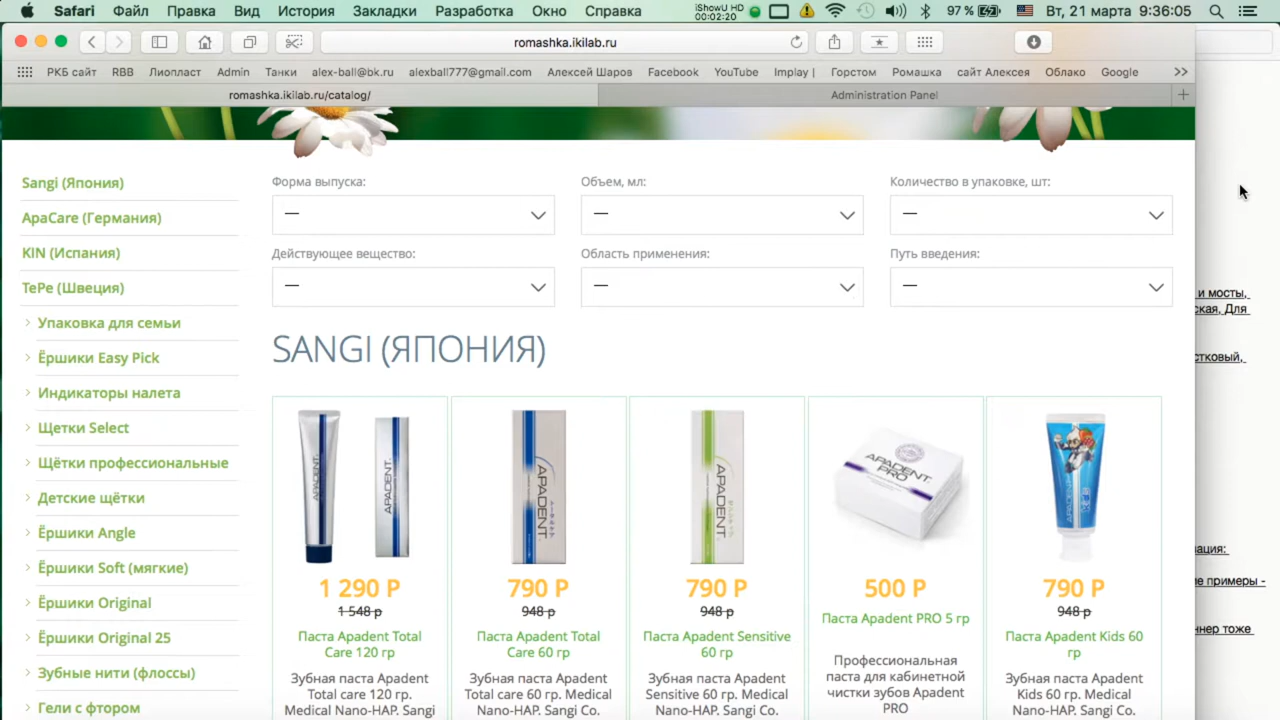 Safari Файл Правка Вид История Закладки Разработка Окно Справка iShowU HD 00:02:20 97 % Вт, 21 марта 9:36:05
romashka.ikilab.ru
РКБ сайт RBB Лиопласт Admin Танки alex-ball@bk.ru alexball777@gmail.com Алексей Шаров Facebook YouTube Implay | Горстом Ромашка сайт Алексея Облако Google >>
romashka.ikilab.ru/catalog/ Administration Panel +
Sangi (Япония)
ApaCare (Германия)
KIN (Испания)
TePe (Швеция)
Упаковка для семьи
Ёршики Easy Pick
Индикаторы налета
Щетки Select
Щётки профессиональные
Детские щётки
Ёршики Angle
Ёршики Soft (мягкие)
Ёршики Original
Ёршики Original 25
Зубные нити (флоссы)
Гели с фтором
Форма выпуска: Объем, мл: Количество в упаковке, шт:
— — —
Действующее вещество: Область применения: Путь введения:
— — —
SANGI (ЯПОНИЯ)
APADENT APADENT
1 290 Р
1 548 р
Паста Apadent Total
Care 120 гр
Зубная паста Apadent
Total care 120 гр.
Medical Nano-HAP. Sangi
APADENT
790 Р
948 р
Паста Apadent Total
Care 60 гр
Зубная паста Apadent
Total care 60 гр. Medical
Nano-HAP. Sangi Co.
APADENT
790 Р
948 р
Паста Apadent Sensitive
60 гр
Зубная паста Apadent
Sensitive 60 гр. Medical
Nano-HAP. Sangi Co.
APADENT
PRO
500 Р
Паста Apadent PRO 5 гр
Профессиональная
паста для кабинетной
чистки зубов Apadent
PRO
APADENT
790 Р
948 р
Паста Apadent Kids 60
гр
Зубная паста Apadent
Kids 60 гр. Medical
Nano-HAP. Sangi Co.
и мосты,
Для
примеры -
тоже